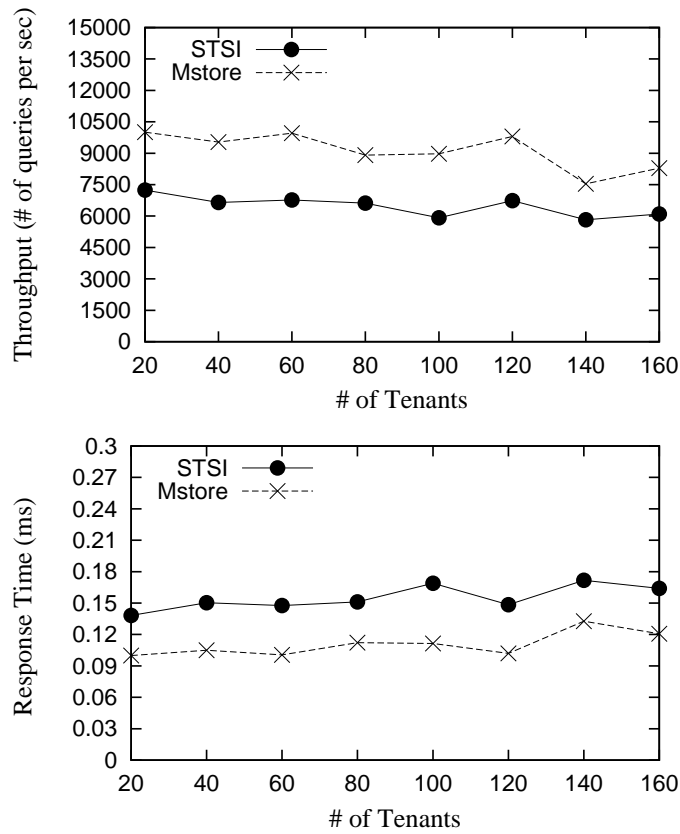 Throughput (# of queries per sec)
15000
13500
12000
10500
9000
7500
6000
4500
3000
1500
0
STSI
Mstore
20 40 60 80 100 120 140 160
# of Tenants
Response Time (ms)
0.3
0.27
0.24
0.21
0.18
0.15
0.12
0.09
0.06
0.03
0
STSI
Mstore
20 40 60 80 100 120 140 160
# of Tenants